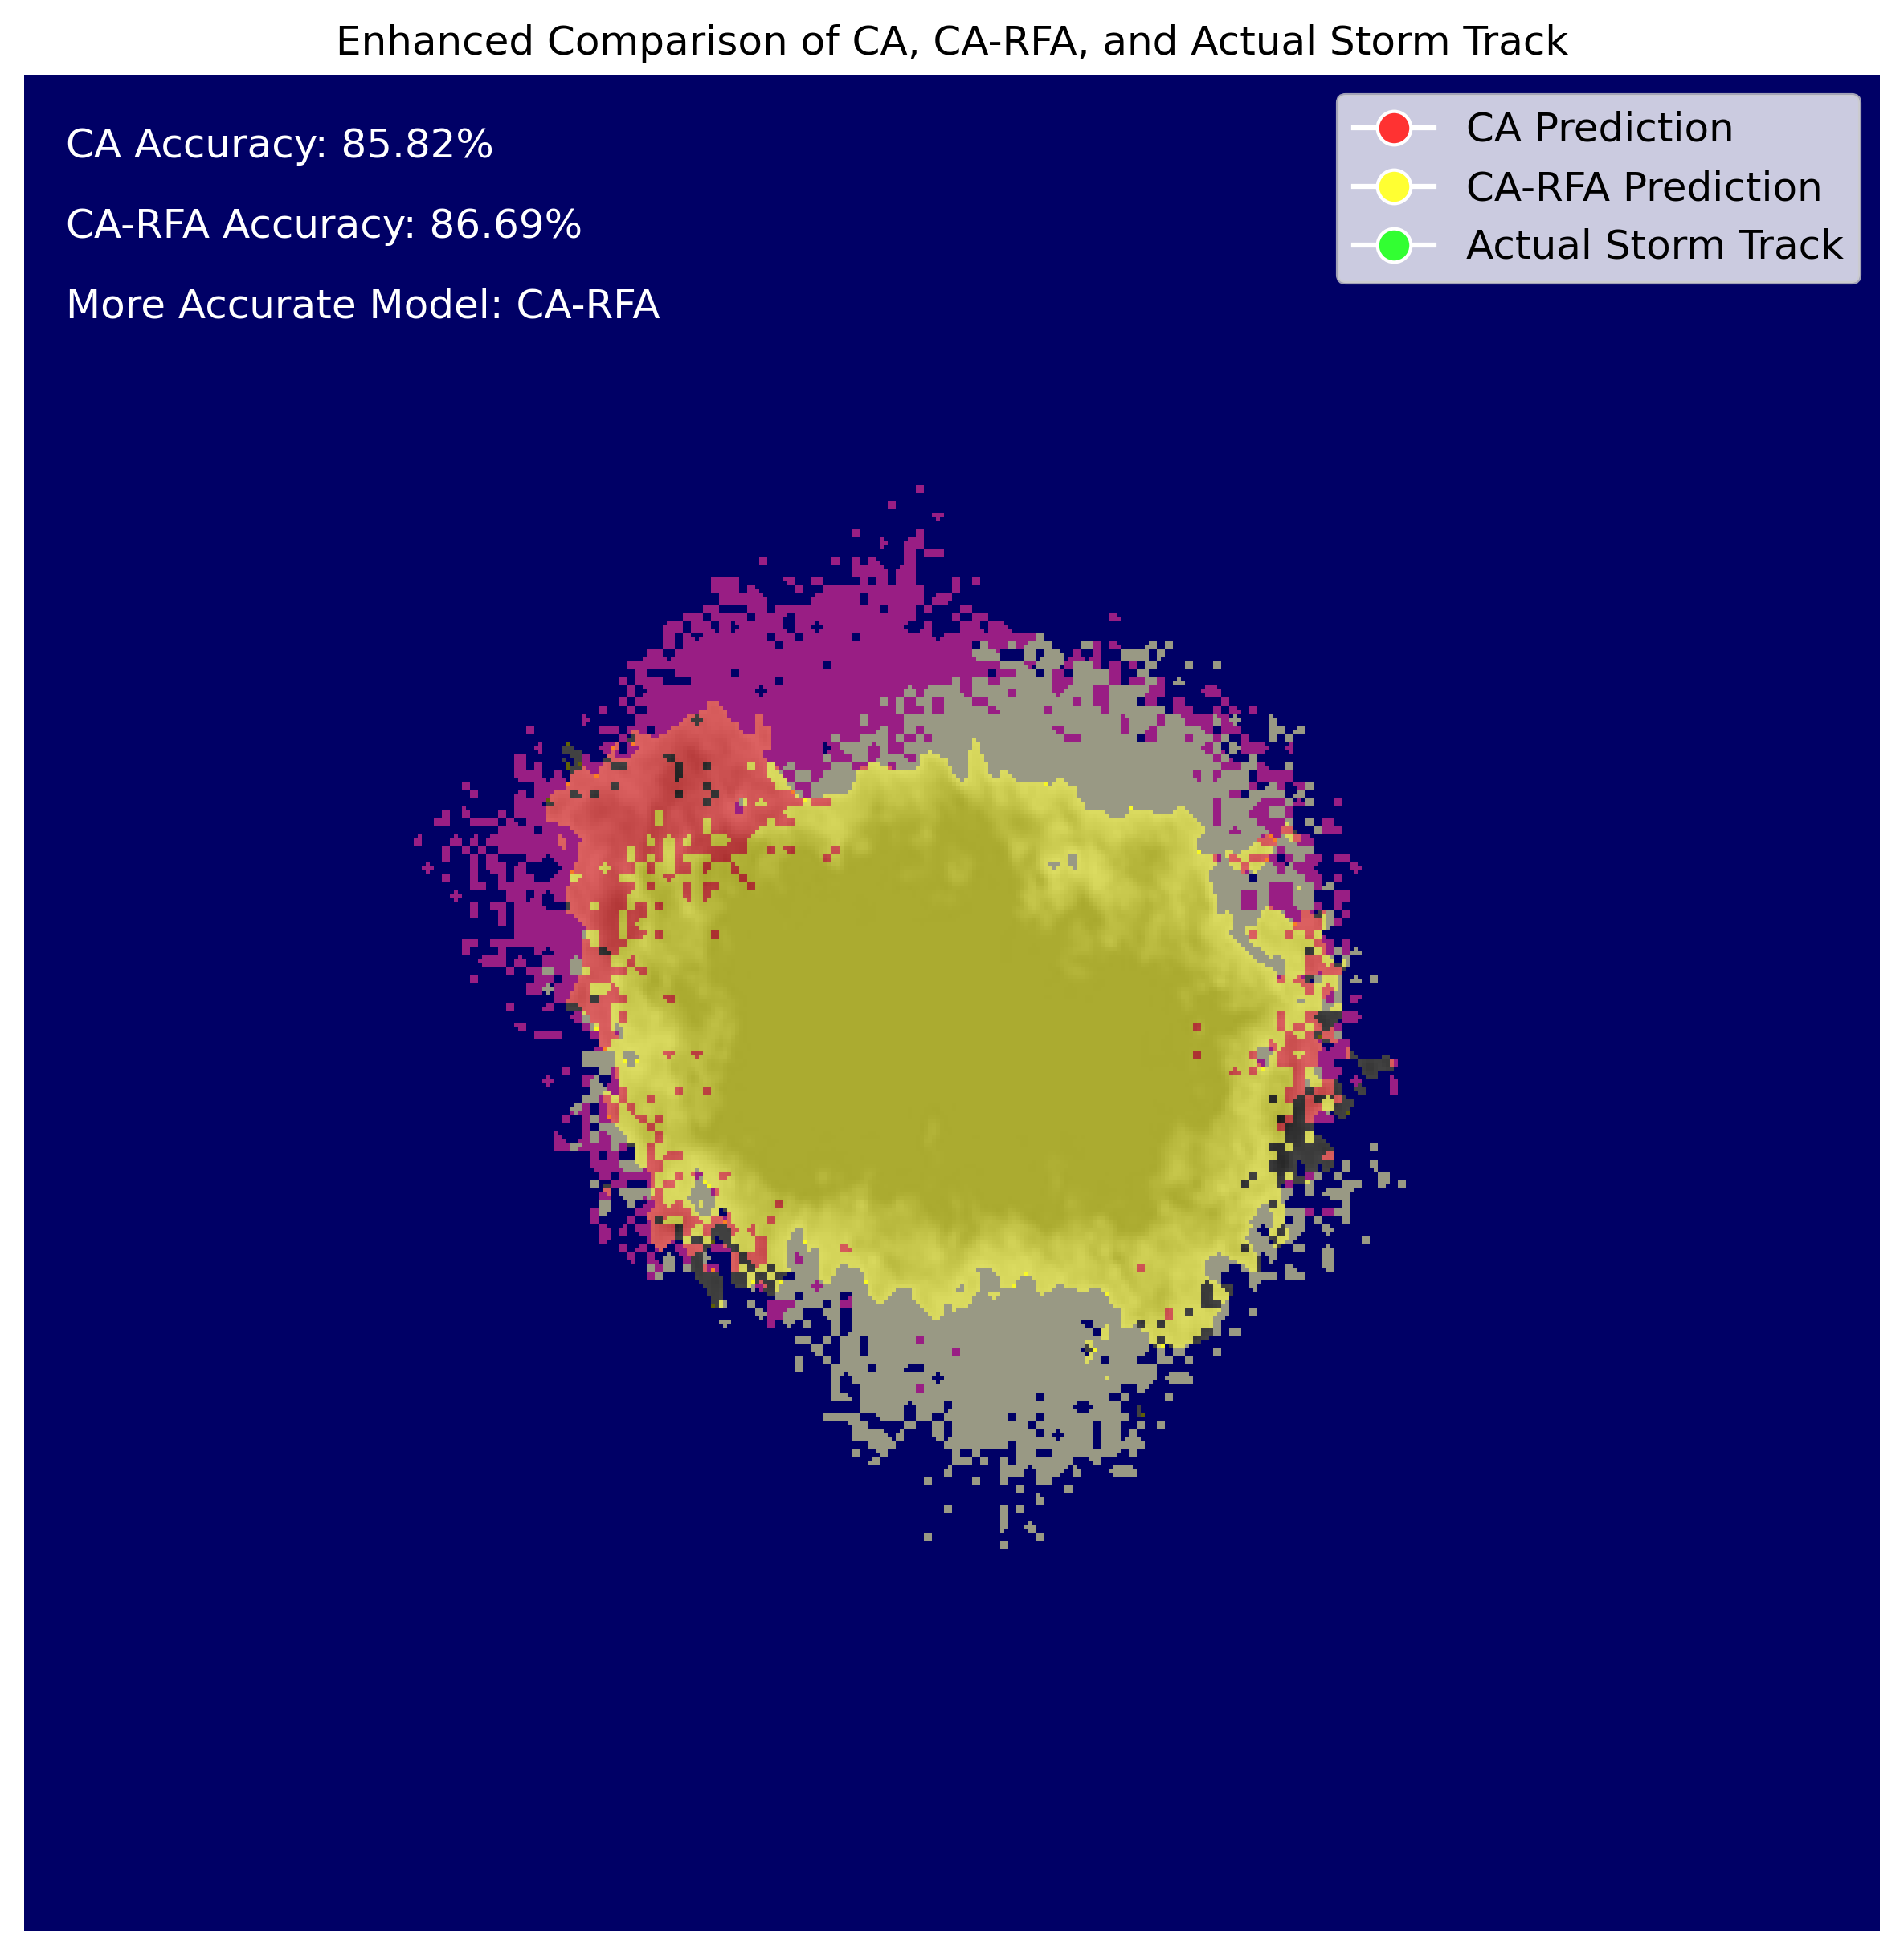 Enhanced Comparison of CA, CA-RFA, and Actual Storm Track
CA Accuracy: 85.82%
CA-RFA Accuracy: 86.69%
More Accurate Model: CA-RFA
CA Prediction
CA-RFA Prediction
Actual Storm Track